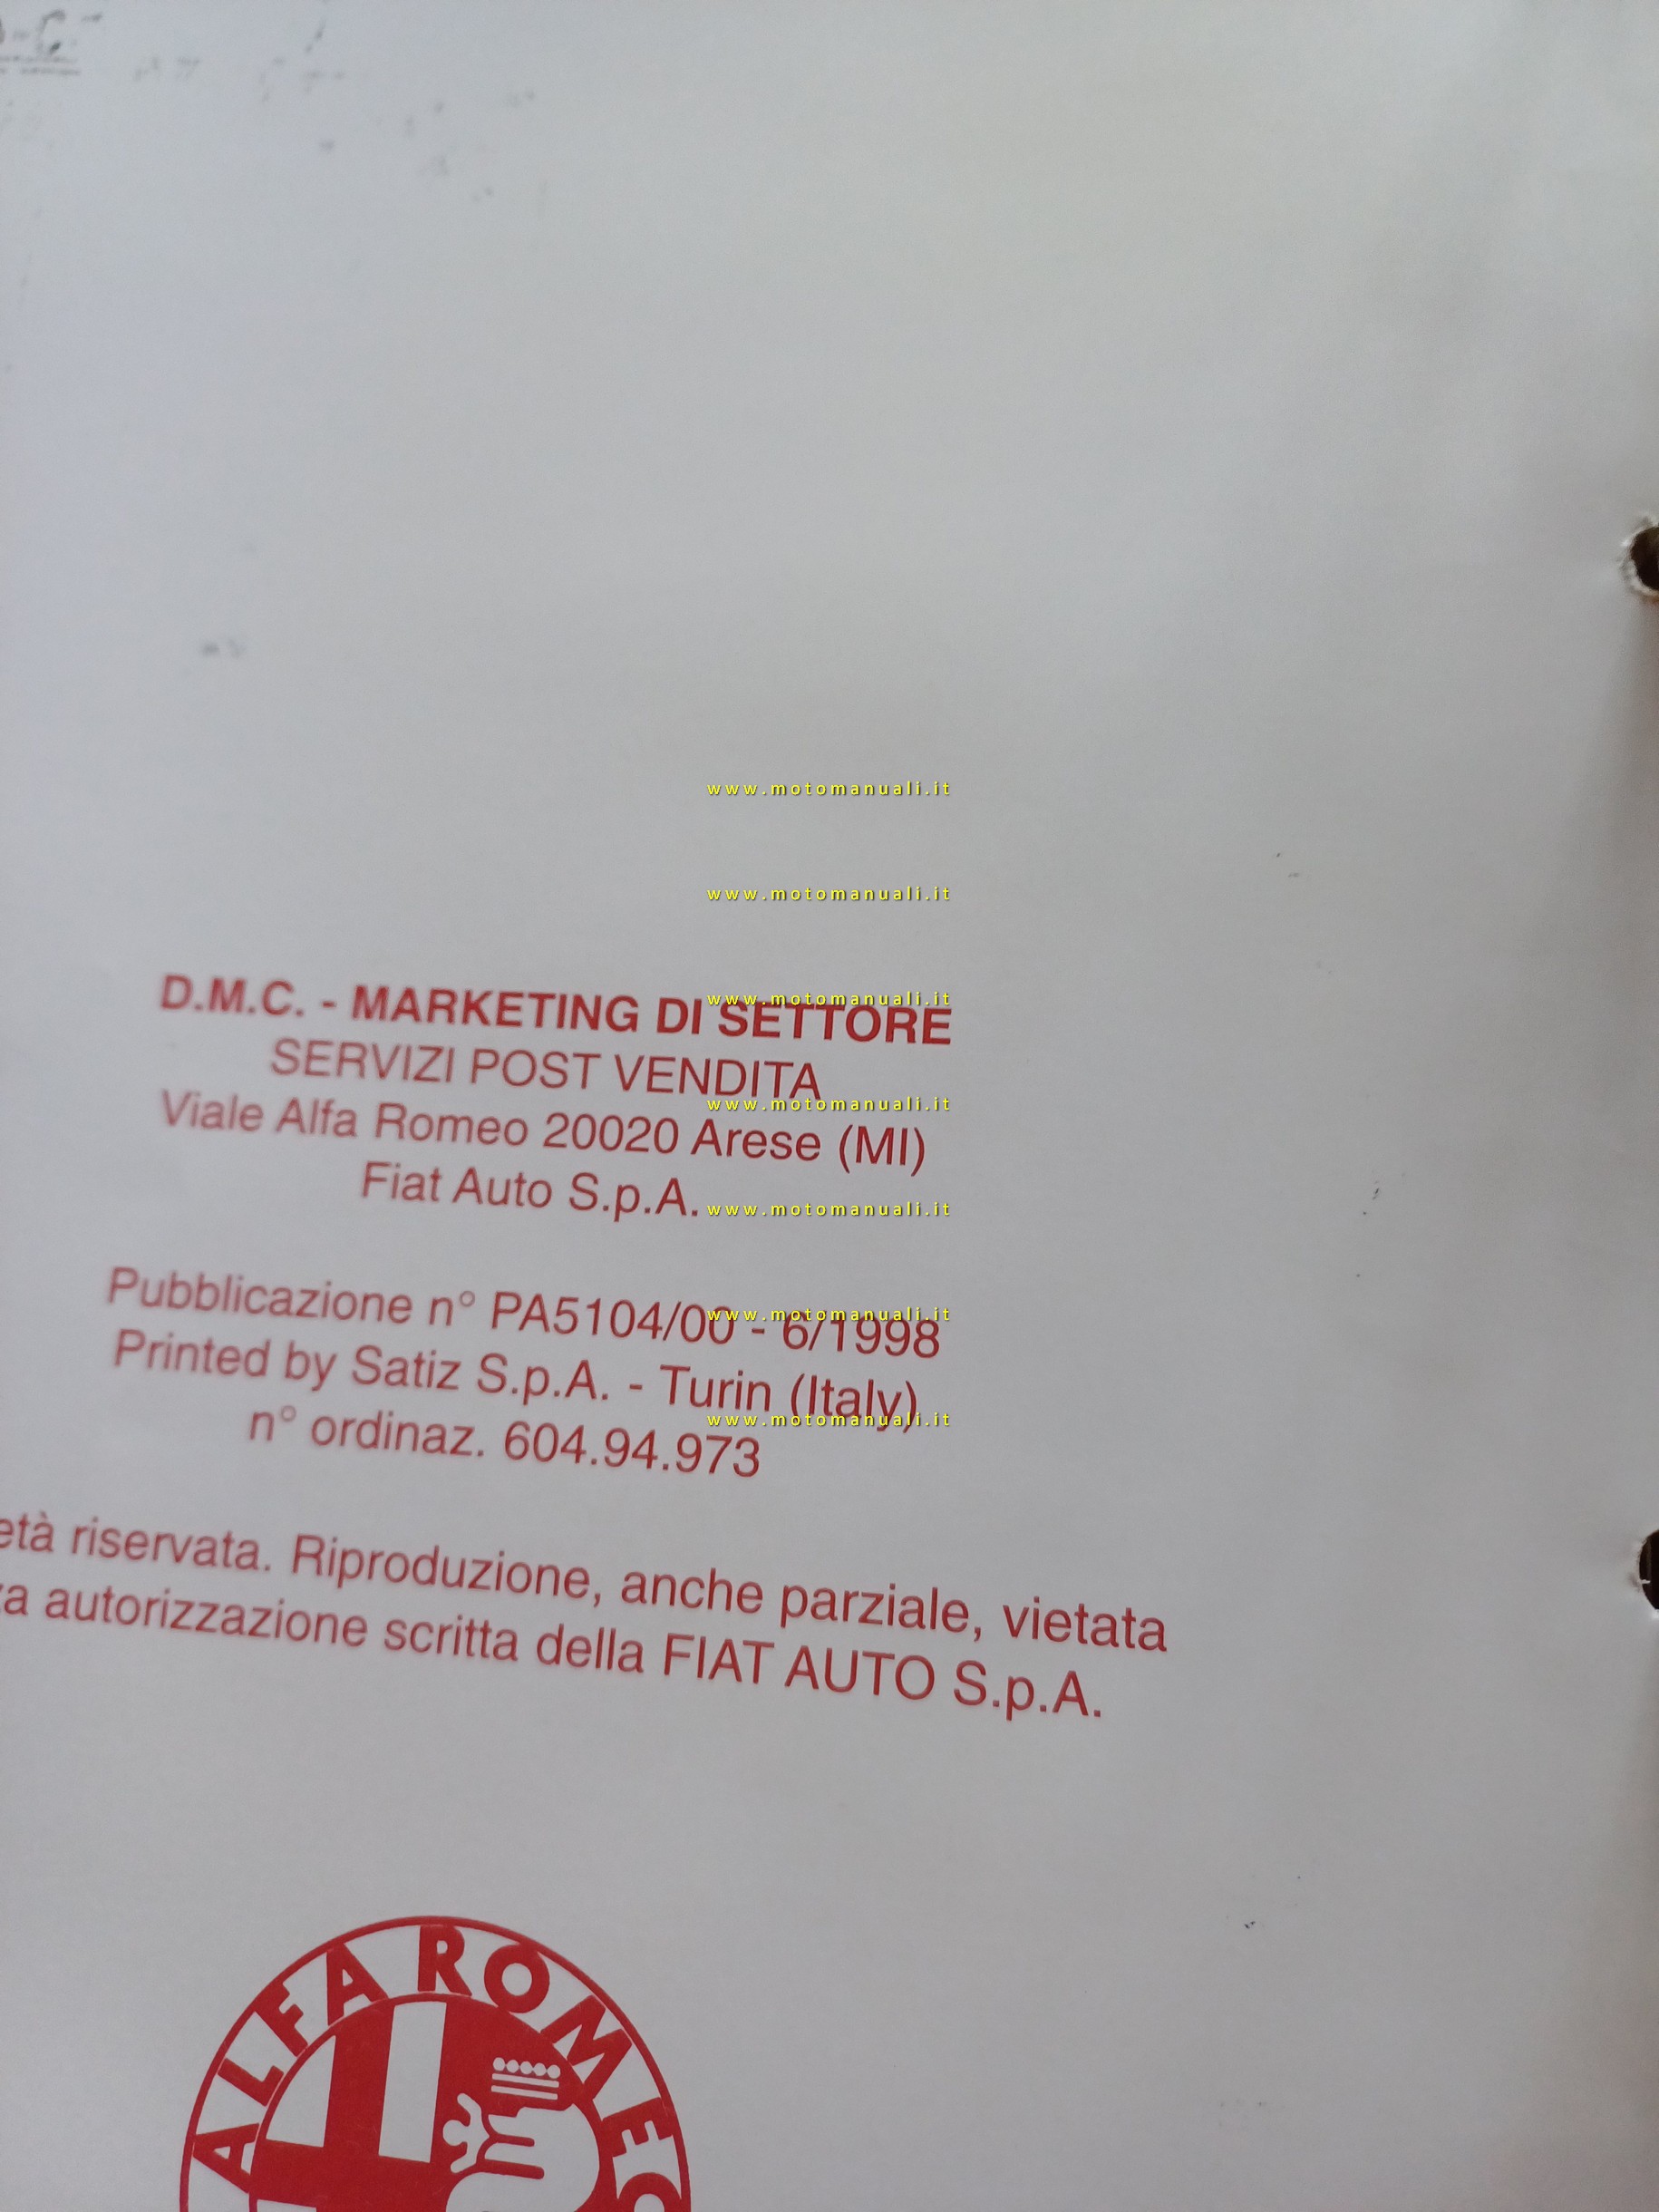 www.motomanuali.it
www.motomanuali.it
www.motomanuali.it
D.M.C. - MARKETING DI SETTORE
SERVIZI POST VENDITA
www.motomanuali.it
Viale Alfa Romeo 20020 Arese (MI)
Fiat Auto S.p.A.
www.motomanuali.it
Pubblicazione n° PA5104/00 - 6/1998
www.motomanuali.it
Printed by Satiz S.p.A. - Turin (Italy)
www.motomanuali.it
n° ordinaz. 604.94.973
età riservata. Riproduzione, anche parziale, vietata
za autorizzazione scritta della FIAT AUTO S.p.A.
ALFA ROMEO